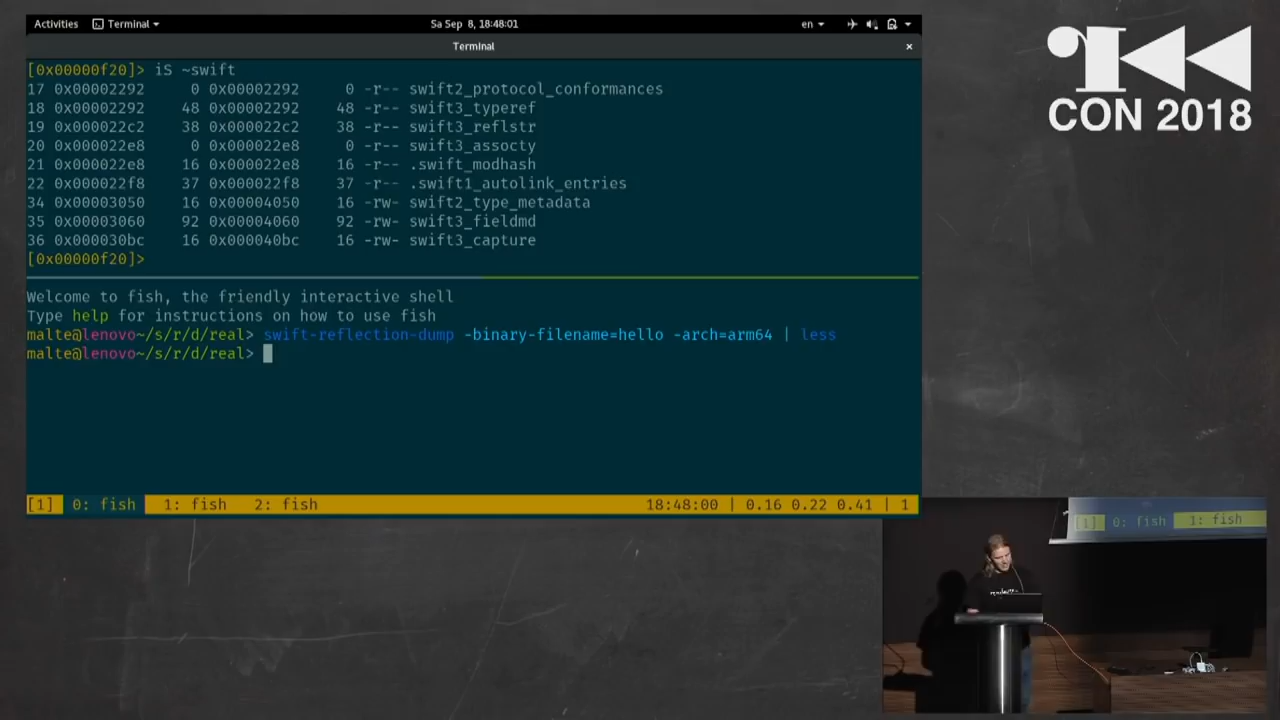 Activities Terminal Sa Sep 8, 18:48:01 en
Terminal ×
[0x00000f20]> iS ~swift
17 0x00002292 0 0x00002292 0 -r-- swift2_protocol_conformances
18 0x00002292 48 0x00002292 48 -r-- swift3_typeref
19 0x000022c2 38 0x000022c2 38 -r-- swift3_reflstr
20 0x000022e8 0 0x000022e8 0 -r-- swift3_assocty
21 0x000022e8 16 0x000022e8 16 -r-- .swift_modhash
22 0x000022f8 37 0x000022f8 37 -r-- .swift1_autolink_entries
34 0x00003050 16 0x00004050 16 -rw- swift2_type_metadata
35 0x00003060 92 0x00004060 92 -rw- swift3_fieldmd
36 0x000030bc 16 0x000040bc 16 -rw- swift3_capture
[0x00000f20]>
Welcome to fish, the friendly interactive shell
Type help for instructions on how to use fish
malte@lenovo~/s/r/d/real> swift-reflection-dump -binary-filename=hello -arch=arm64 | less
malte@lenovo~/s/r/d/real>
[1] 0: fish 1: fish 2: fish 18:48:00 | 0.16 0.22 0.41 | 1
CON 2018
[1] 0: fish 1: fish